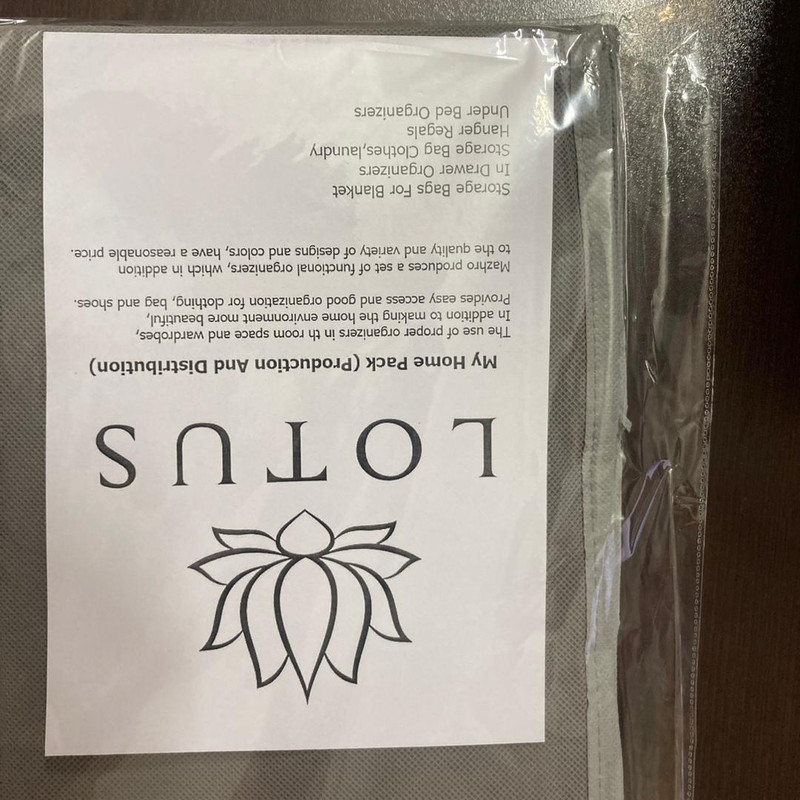 LOTUS
My Home Pack (Production And Distribution)
The use of proper organizers in th room space and wardrobes,
In addition to making the home environment more beautiful,
Provides easy access and good organization for clothing, bag and shoes.
Mazhro produces a set of functional organizers, which in addition
to the quality and variety of designs and colors, have a reasonable price.
Storage Bags For Blanket
In Drawer Organizers
Storage Bag Clothes,laundry
Hanger Regals
Under Bed Organizers